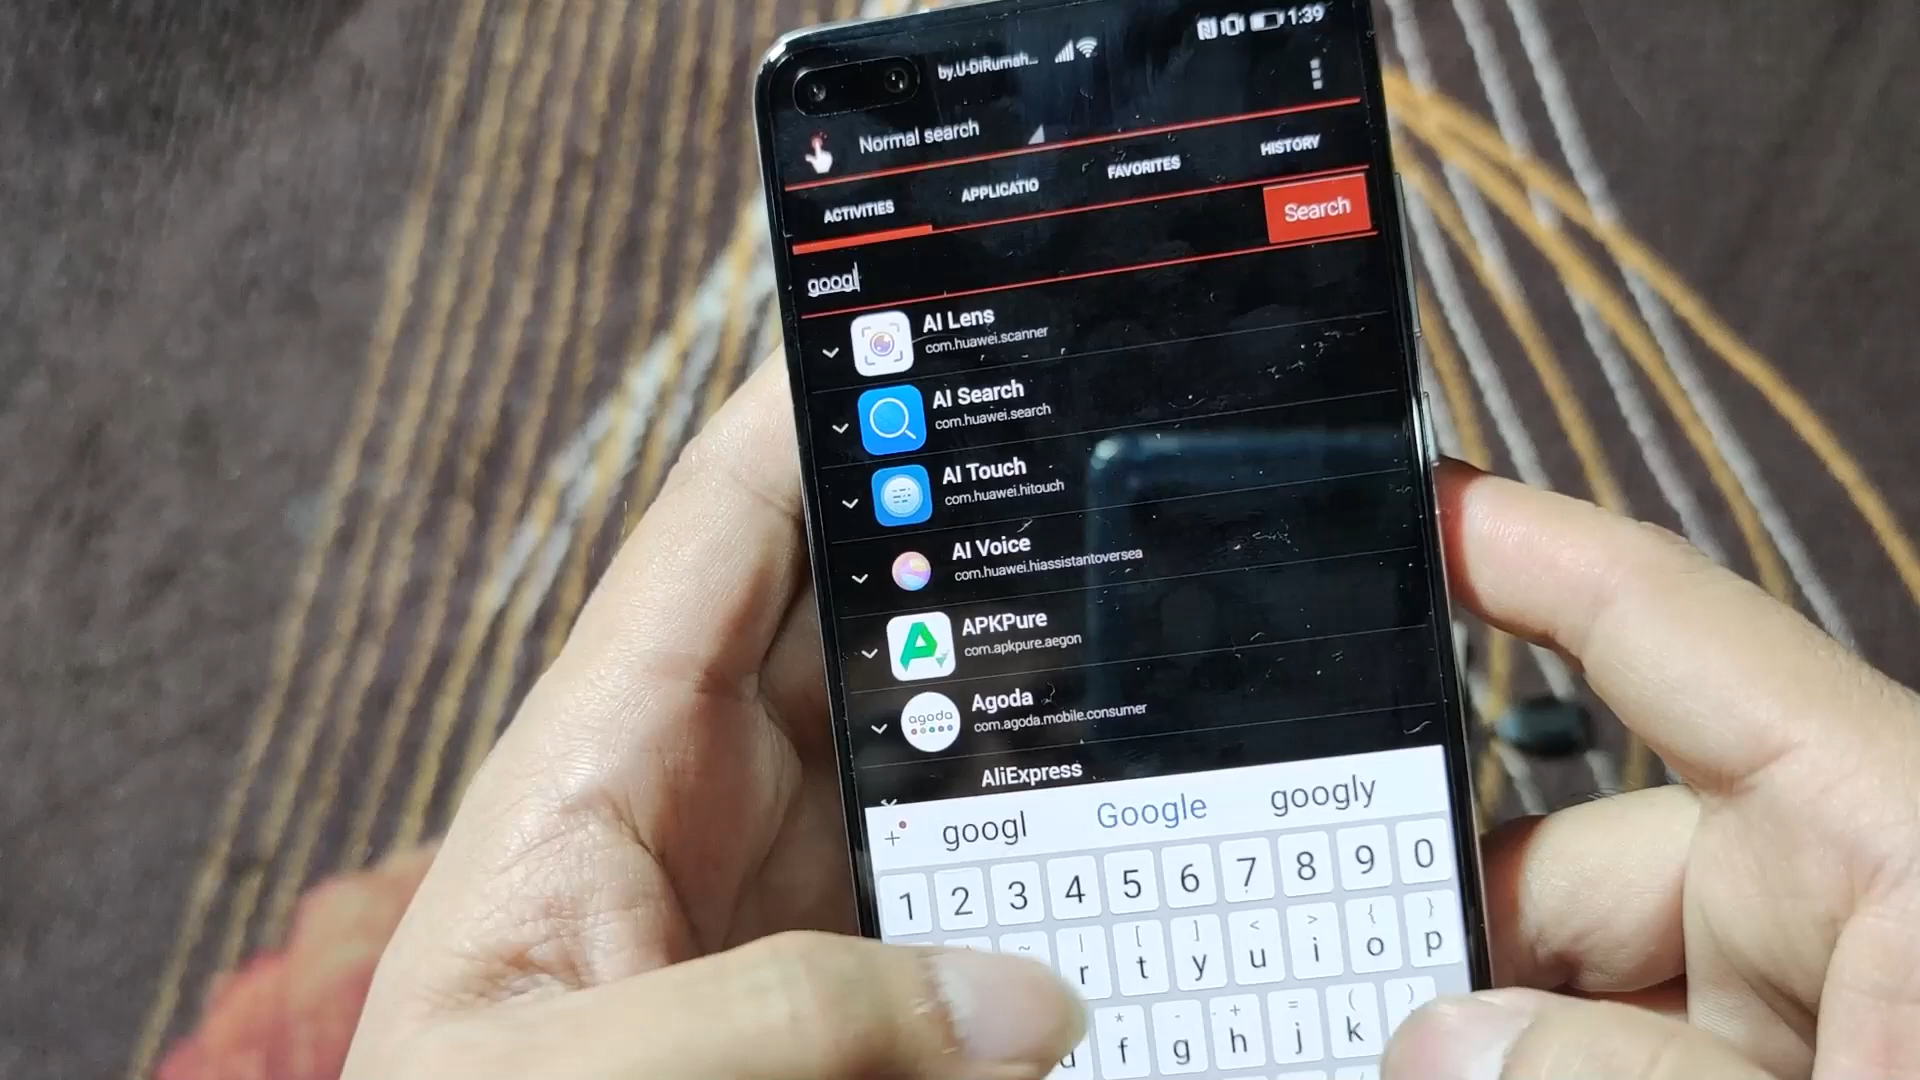 by.U-DiRumah... 1:39
Normal search
ACTIVITIES APPLICATIO FAVORITES HISTORY
Search
googl
AI Lens
com.huawei.scanner
AI Search
com.huawei.search
AI Touch
com.huawei.hitouch
AI Voice
com.huawei.hiassistantoversea
APKPure
com.apkpure.aegon
agoda
Agoda
com.agoda.mobile.consumer
AliExpress
googl Google googly
1 2 3 4 5 6 7 8 9 0
~ | [ ] < > { }
r t y u i o p
* - + = ( )
d f g h j k